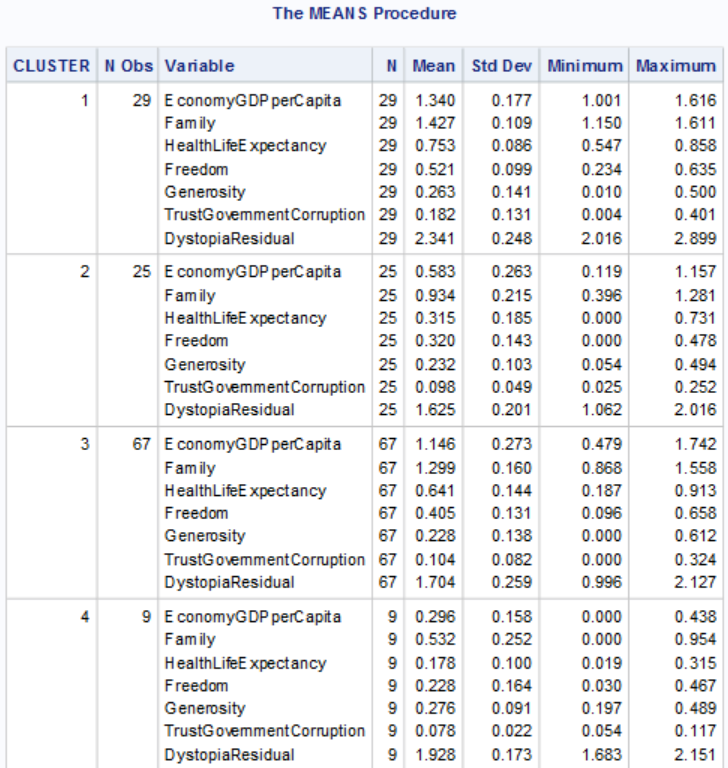 The MEANS Procedure
CLUSTER N Obs Variable N Mean Std Dev Minimum Maximum
1 29 EconomyGDPperCapita 29 1.340 0.177 1.001 1.616
Family 29 1.427 0.109 1.150 1.611
HealthLifeExpectancy 29 0.753 0.086 0.547 0.858
Freedom 29 0.521 0.099 0.234 0.635
Generosity 29 0.263 0.141 0.010 0.500
TrustGovernmentCorruption 29 0.182 0.131 0.004 0.401
DystopiaResidual 29 2.341 0.248 2.016 2.899
2 25 EconomyGDPperCapita 25 0.583 0.263 0.119 1.157
Family 25 0.934 0.215 0.396 1.281
HealthLifeExpectancy 25 0.315 0.185 0.000 0.731
Freedom 25 0.320 0.143 0.000 0.478
Generosity 25 0.232 0.103 0.054 0.494
TrustGovernmentCorruption 25 0.098 0.049 0.025 0.252
DystopiaResidual 25 1.625 0.201 1.062 2.016
3 67 EconomyGDPperCapita 67 1.146 0.273 0.479 1.742
Family 67 1.299 0.160 0.868 1.558
HealthLifeExpectancy 67 0.641 0.144 0.187 0.913
Freedom 67 0.405 0.131 0.096 0.658
Generosity 67 0.228 0.138 0.000 0.612
TrustGovernmentCorruption 67 0.104 0.082 0.000 0.324
DystopiaResidual 67 1.704 0.259 0.996 2.127
4 9 EconomyGDPperCapita 9 0.296 0.158 0.000 0.438
Family 9 0.532 0.252 0.000 0.954
HealthLifeExpectancy 9 0.178 0.100 0.019 0.315
Freedom 9 0.228 0.164 0.030 0.467
Generosity 9 0.276 0.091 0.197 0.489
TrustGovernmentCorruption 9 0.078 0.022 0.054 0.117
DystopiaResidual 9 1.928 0.173 1.683 2.151